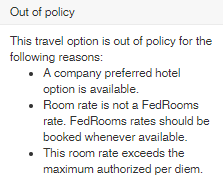 Out of policy
This travel option is out of policy for the
following reasons:
• A company preferred hotel
option is available.
• Room rate is not a FedRooms
rate. FedRooms rates should be
booked whenever available.
• This room rate exceeds the
maximum authorized per diem.